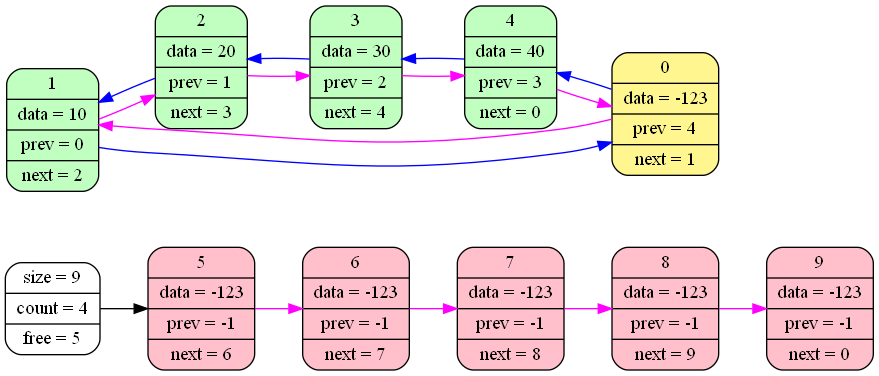 1
data = 10
prev = 0
next = 2
2
data = 20
prev = 1
next = 3
3
data = 30
prev = 2
next = 4
4
data = 40
prev = 3
next = 0
0
data = -123
prev = 4
next = 1
size = 9
count = 4
free = 5
5
data = -123
prev = -1
next = 6
6
data = -123
prev = -1
next = 7
7
data = -123
prev = -1
next = 8
8
data = -123
prev = -1
next = 9
9
data = -123
prev = -1
next = 0